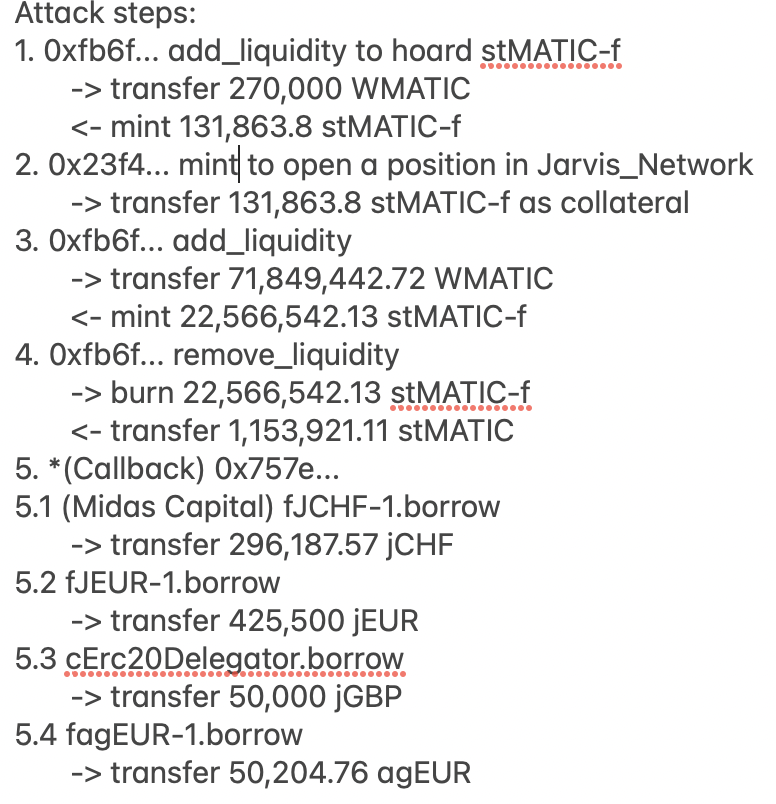 Attack steps:
1. 0xfb6f... add_liquidity to hoard stMATIC-f
-> transfer 270,000 WMATIC
<- mint 131,863.8 stMATIC-f
2. 0x23f4... mint to open a position in Jarvis_Network
-> transfer 131,863.8 stMATIC-f as collateral
3. 0xfb6f... add_liquidity
-> transfer 71,849,442.72 WMATIC
<- mint 22,566,542.13 stMATIC-f
4. 0xfb6f... remove_liquidity
-> burn 22,566,542.13 stMATIC-f
<- transfer 1,153,921.11 stMATIC
5. *(Callback) 0x757e...
5.1 (Midas Capital) fJCHF-1.borrow
-> transfer 296,187.57 jCHF
5.2 fJEUR-1.borrow
-> transfer 425,500 jEUR
5.3 cErc20Delegator.borrow
-> transfer 50,000 jGBP
5.4 fagEUR-1.borrow
-> transfer 50,204.76 agEUR